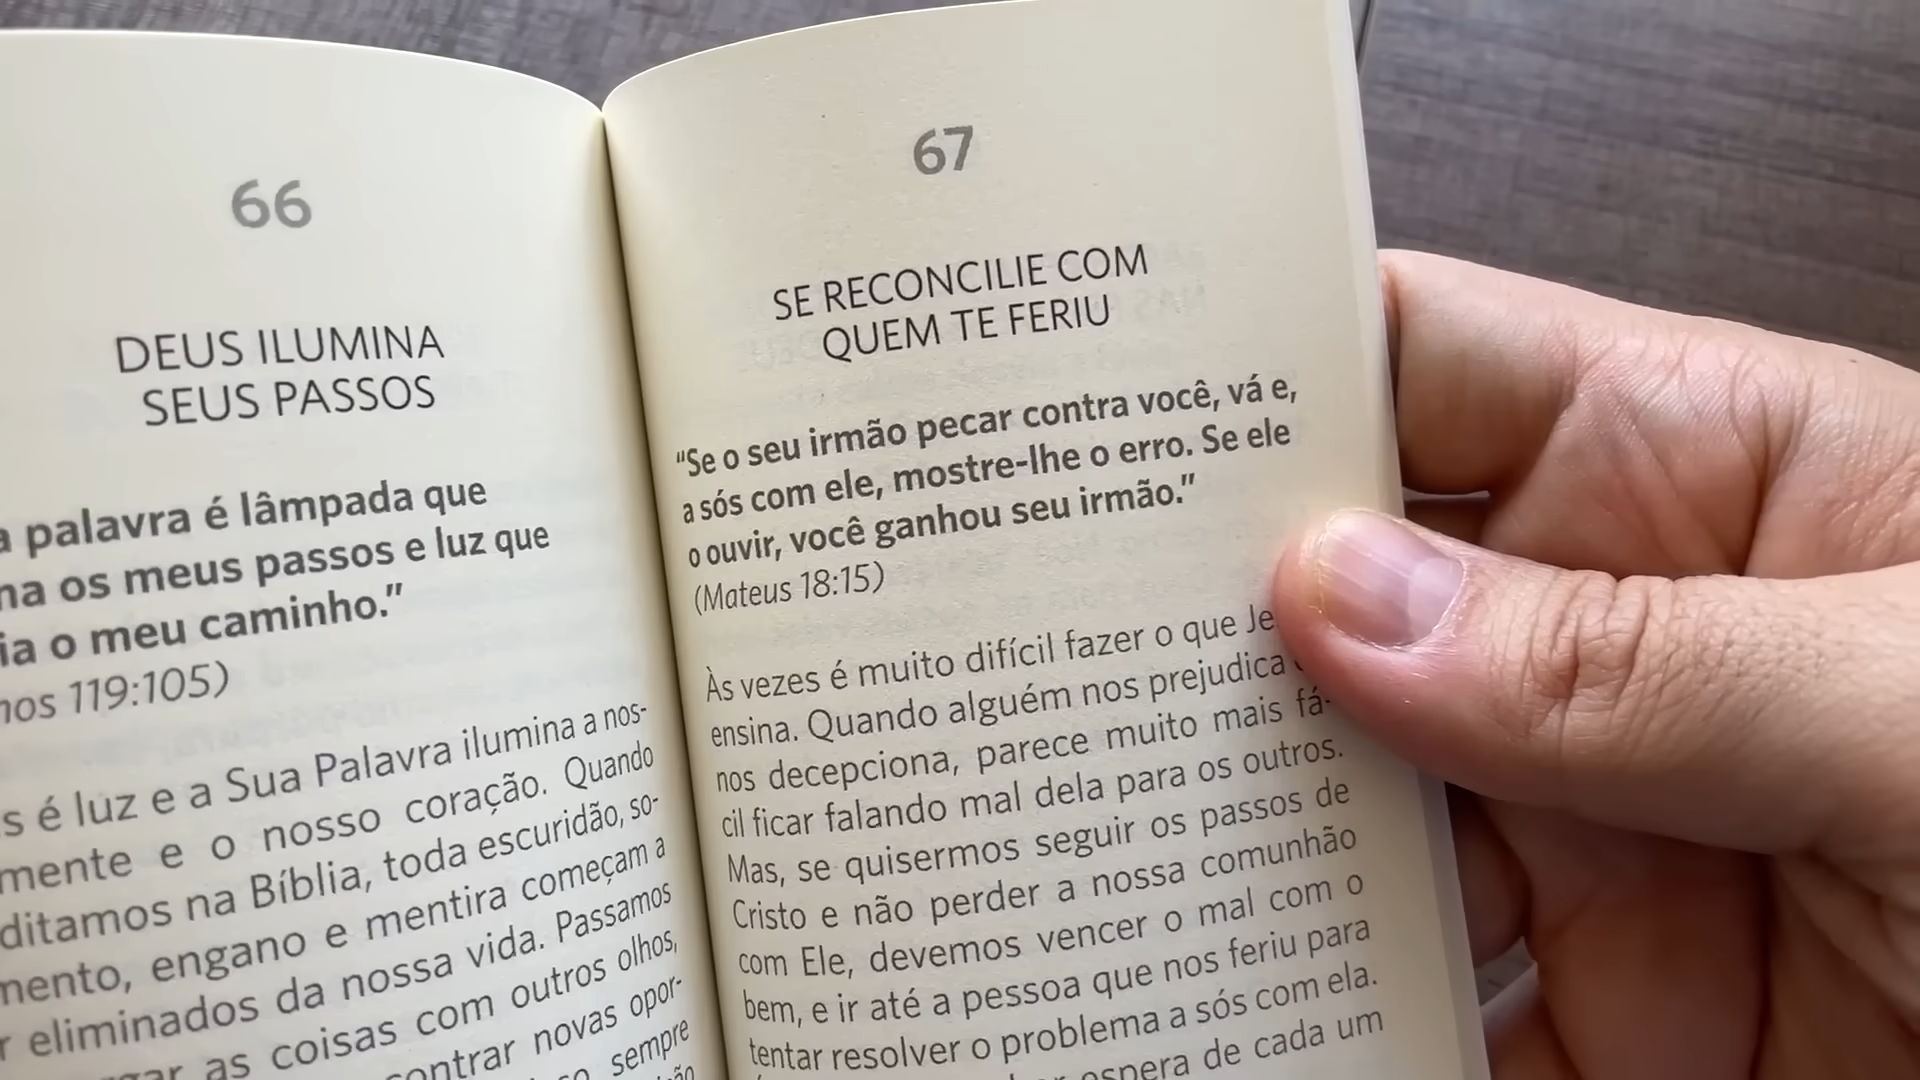 66
DEUS ILUMINA
SEUS PASSOS
palavra é lâmpada que
os meus passos e luz que
o meu caminho.”
119:105)
é luz e a Sua Palavra ilumina a nos-
mente e o nosso coração. Quando
na Bíblia, toda escuridão, so-
engano e mentira começam a
eliminados da nossa vida. Passamos
as coisas com outros olhos,
novas opor-
sempre
67
SE RECONCILIE COM
QUEM TE FERIU
“Se o seu irmão pecar contra você, vá e,
a sós com ele, mostre-lhe o erro. Se ele
o ouvir, você ganhou seu irmão.”
(Mateus 18:15)
Às vezes é muito difícil fazer o que
ensina. Quando alguém nos prejudica
nos decepciona, parece muito mais fá-
cil ficar falando mal dela para os outros.
Mas, se quisermos seguir os passos de
Cristo e não perder a nossa comunhão
com Ele, devemos vencer o mal com o
bem, e ir até a pessoa que nos feriu para
tentar resolver o problema a sós com ela.
espera de cada um